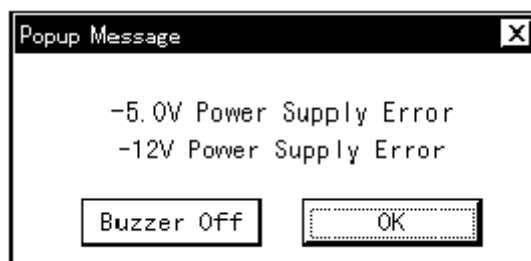 Popup Message X
-5.0V Power Supply Error
-12V Power Supply Error
Buzzer Off OK